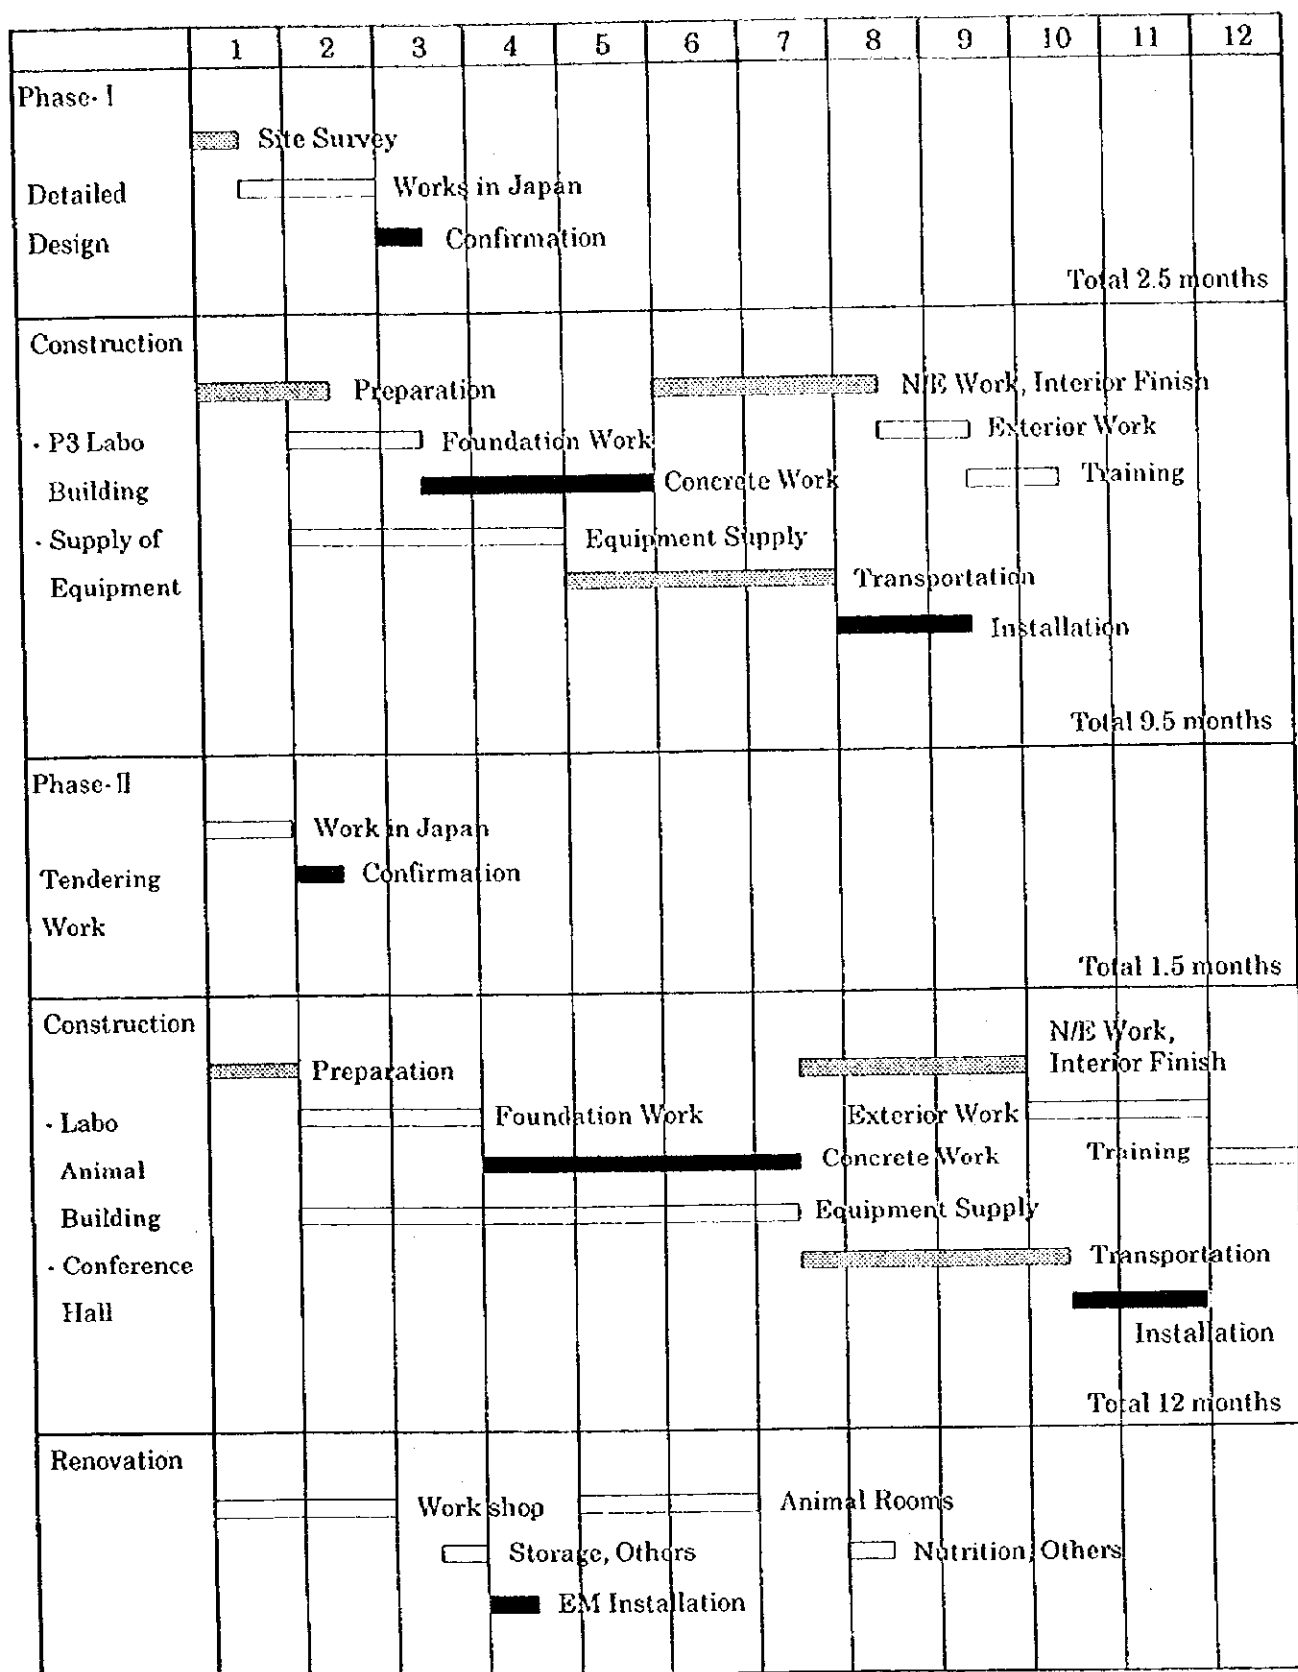 1 2 3 4 5 6 7 8 9 10 11 12
Phase-I
Site Survey
Detailed
Works in Japan
Design
Confirmation
Total 2.5 months
Construction
Preparation
N/E Work, Interior Finish
· P3 Labo
Foundation Work
Exterior Work
Building
Concrete Work
Training
· Supply of
Equipment Supply
Equipment
Transportation
Installation
Total 9.5 months
Phase-II
Work in Japan
Tendering
Confirmation
Work
Total 1.5 months
Construction
N/E Work,
Preparation
Interior Finish
· Labo
Foundation Work
Exterior Work
Animal
Concrete Work
Training
Building
Equipment Supply
· Conference
Transportation
Hall
Installation
Total 12 months
Renovation
Work shop
Animal Rooms
Storage, Others
Nutrition, Others
EM Installation